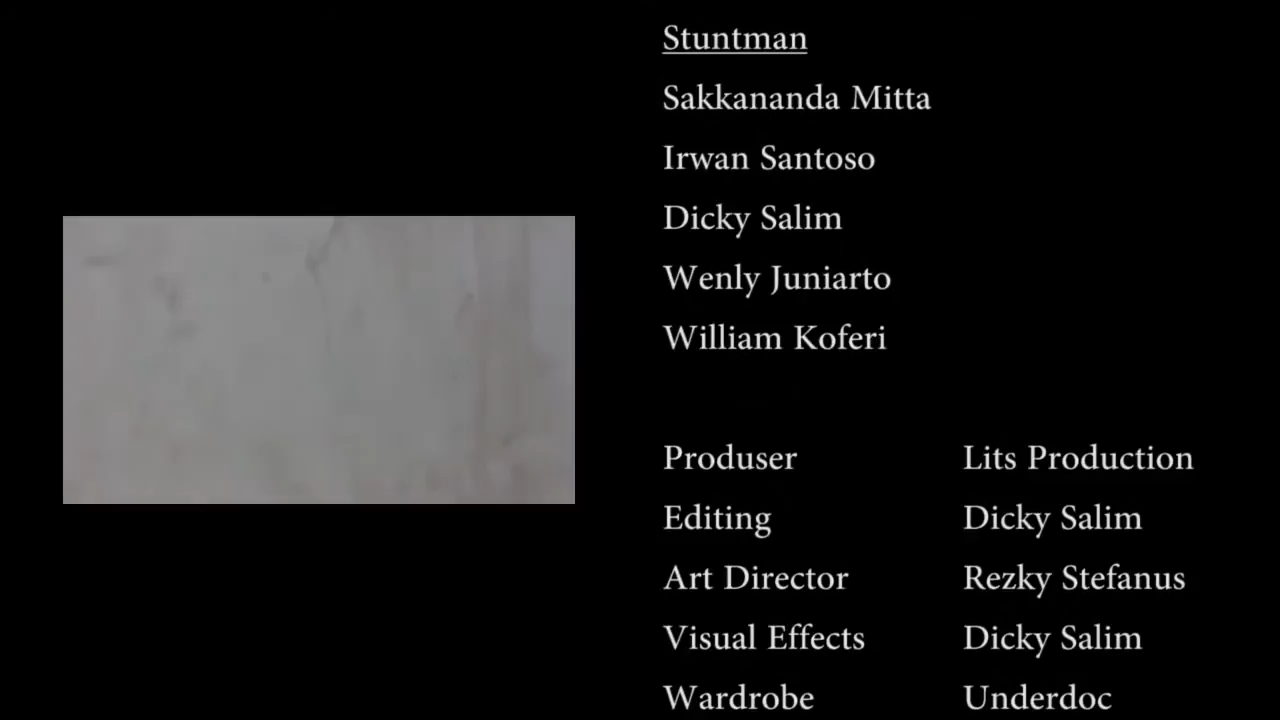 Stuntman
Sakkananda Mitta
Irwan Santoso
Dicky Salim
Wenly Juniarto
William Koferi
Produser Lits Production
Editing Dicky Salim
Art Director Rezky Stefanus
Visual Effects Dicky Salim
Wardrobe Underdoc